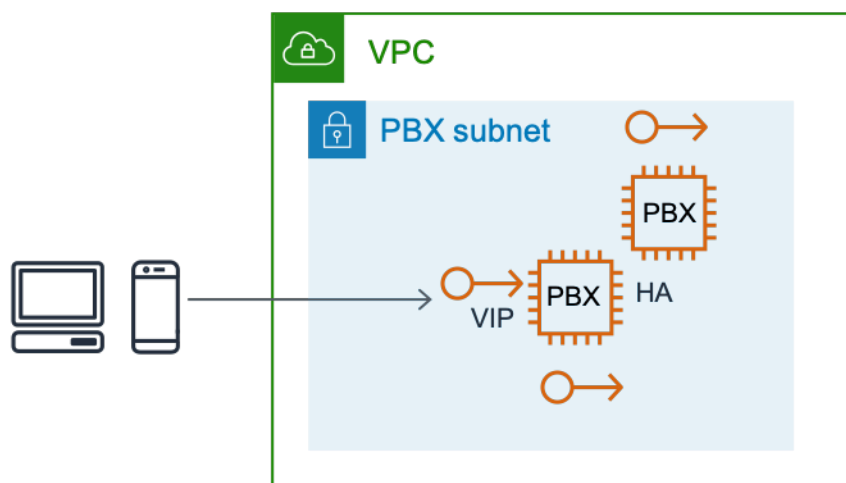 VPC
PBX subnet
PBX
PBX
HA
VIP